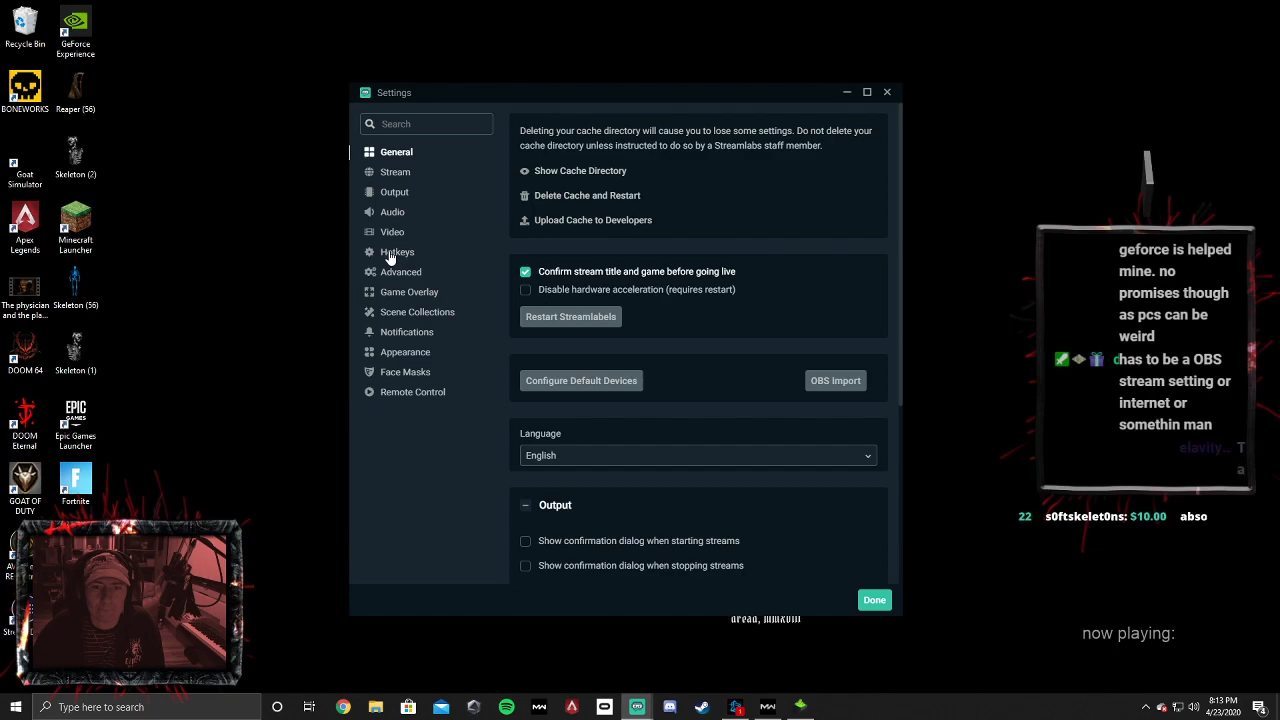 Recycle Bin
GeForce
Experience
BONEWORKS
Reaper (56)
Goat
Simulator
Skeleton (2)
Apex
Legends
Minecraft
Launcher
The physician
and the pla...
Skeleton (56)
DOOM 64
Skeleton (1)
DOOM
Eternal
Epic Games
Launcher
GOAT OF
DUTY
Fortnite
Settings
Search
General
Stream
Output
Audio
Video
Hotkeys
Advanced
Game Overlay
Scene Collections
Notifications
Appearance
Face Masks
Remote Control
Deleting your cache directory will cause you to lose some settings. Do not delete your
cache directory unless instructed to do so by a Streamlabs staff member.
Show Cache Directory
Delete Cache and Restart
Upload Cache to Developers
Confirm stream title and game before going live
Disable hardware acceleration (requires restart)
Restart Streamlabels
Configure Default Devices
OBS Import
Language
English
Output
Show confirmation dialog when starting streams
Show confirmation dialog when stopping streams
Done
geforce is helped
mine. no
promises though
as pcs can be
weird
has to be a OBS
stream setting or
internet or
somethin man
elavity..
22 s0ftskelet0ns: $10.00 abso
now playing:
Type here to search
8:13 PM
4/23/2020